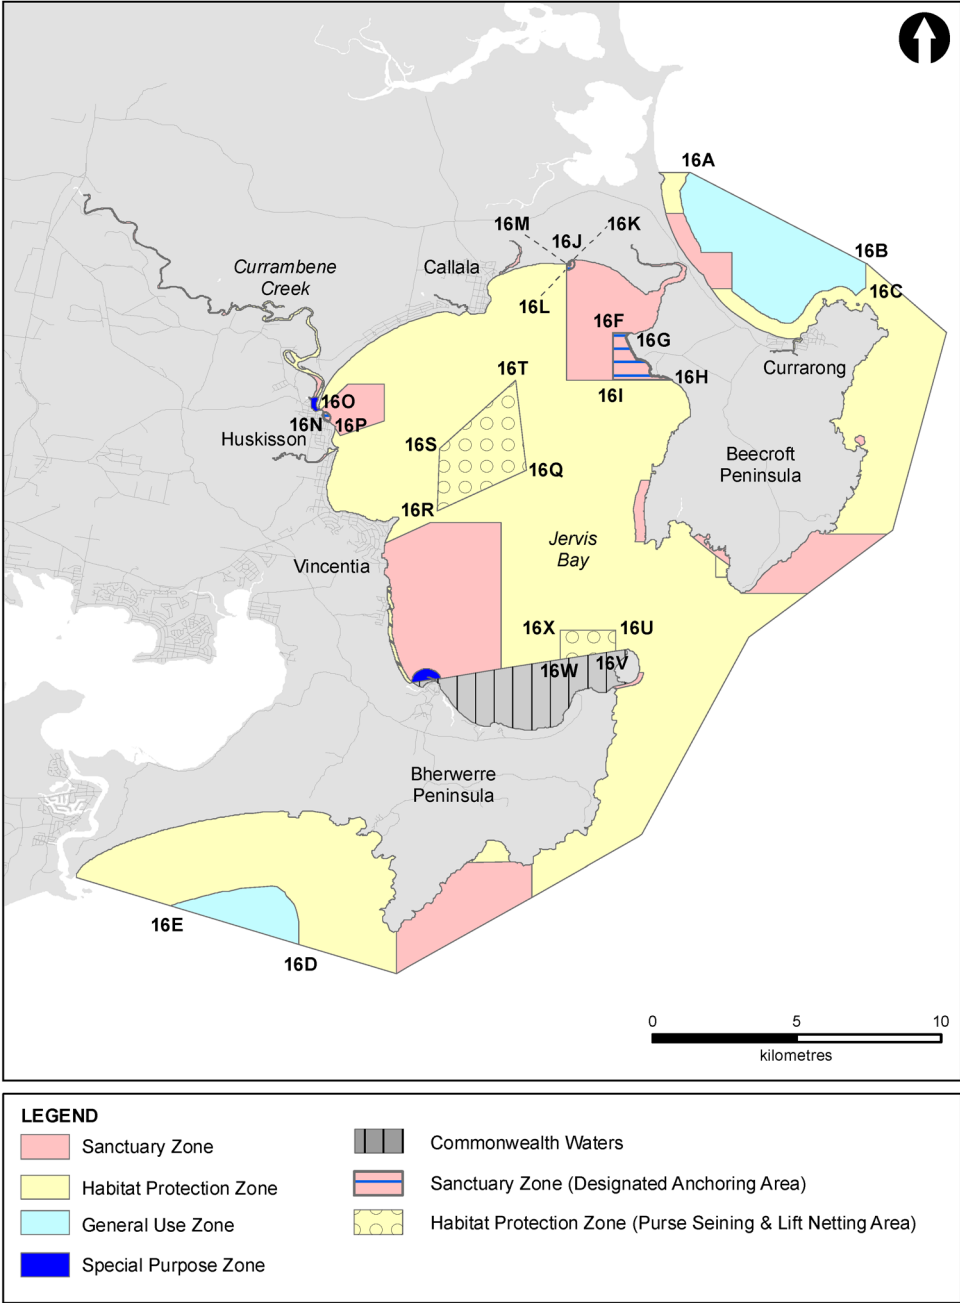 16A
16M
16K
16J
16B
Currambene
Creek
Callala
16C
16L
16F
16G
Currarong
16T
16H
16I
16O
16N
16P
Huskisson
16S
Beecroft
Peninsula
16Q
16R
Jervis
Bay
Vincentia
16X
16U
16W
16V
Bherwerre
Peninsula
16E
16D
0
5
10
kilometres
LEGEND
Sanctuary Zone
Habitat Protection Zone
General Use Zone
Special Purpose Zone
Commonwealth Waters
Sanctuary Zone (Designated Anchoring Area)
Habitat Protection Zone (Purse Seining & Lift Netting Area)